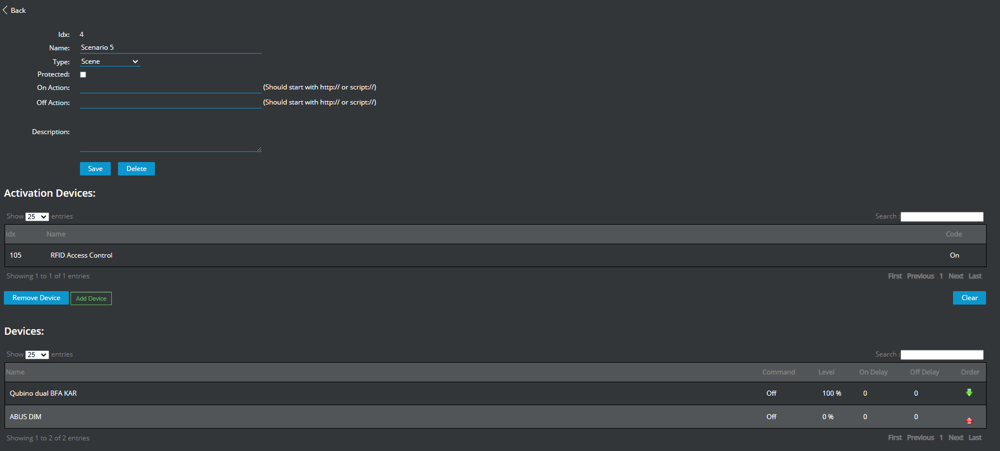 Back
Idx: 4
Name: Scenario 5
Type: Scene
Protected:
On Action: (Should start with http:// or script://)
Off Action: (Should start with http:// or script://)
Description:
Save Delete
Activation Devices:
Show 25 entries Search :
Idx Name Code
105 RFID Access Control On
Showing 1 to 1 of 1 entries First Previous 1 Next Last
Remove Device Add Device Clear
Devices:
Show 25 entries Search :
Name Command Level On Delay Off Delay Order
Qubino dual BFA KAR Off 100 % 0 0
ABUS DIM Off 0 % 0 0
Showing 1 to 2 of 2 entries First Previous 1 Next Last